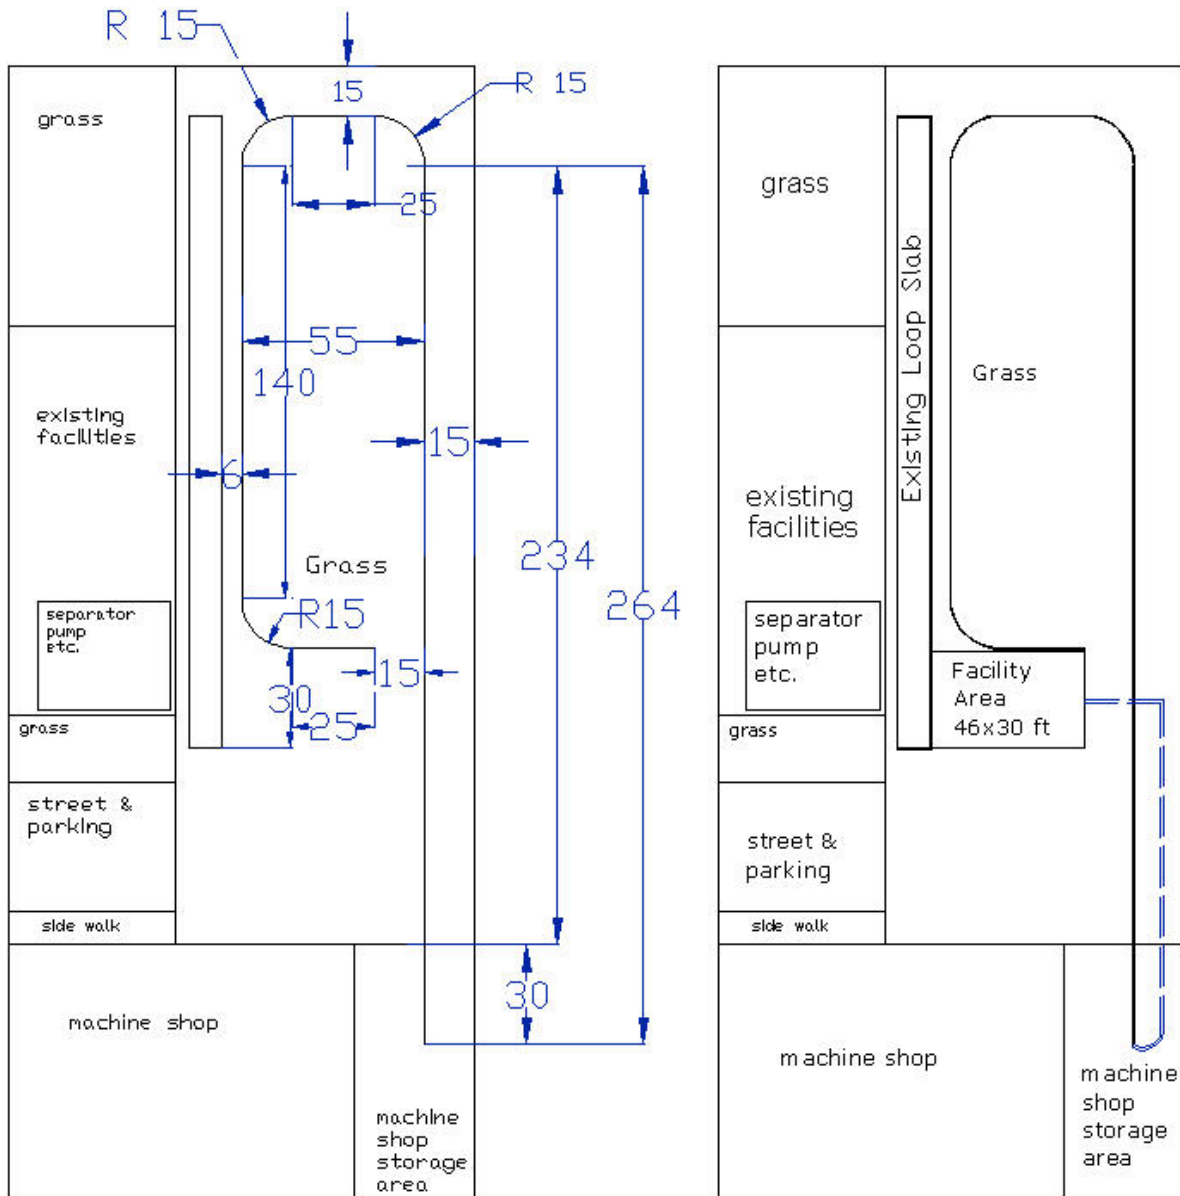 R 15
15
R 15
grass
25
55
140
existing
facilities
15
6
234
Grass
264
separator
pump
etc.
R15
15
30
25
grass
street &
parking
side walk
30
machine shop
machine
shop
storage
area
grass
Existing Loop Slab
Grass
existing
facilities
separator
pump
etc.
Facility
Area
46x30 ft
grass
street &
parking
side walk
machine shop
machine
shop
storage
area